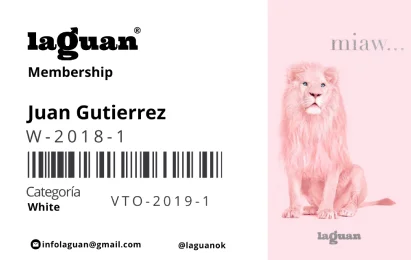 laguan®
Membership
Juan Gutierrez
W-2018-1
Categoría
White
VTO-2019-1
infolaguan@gmail.com
@laguanok
miaw...
laguan